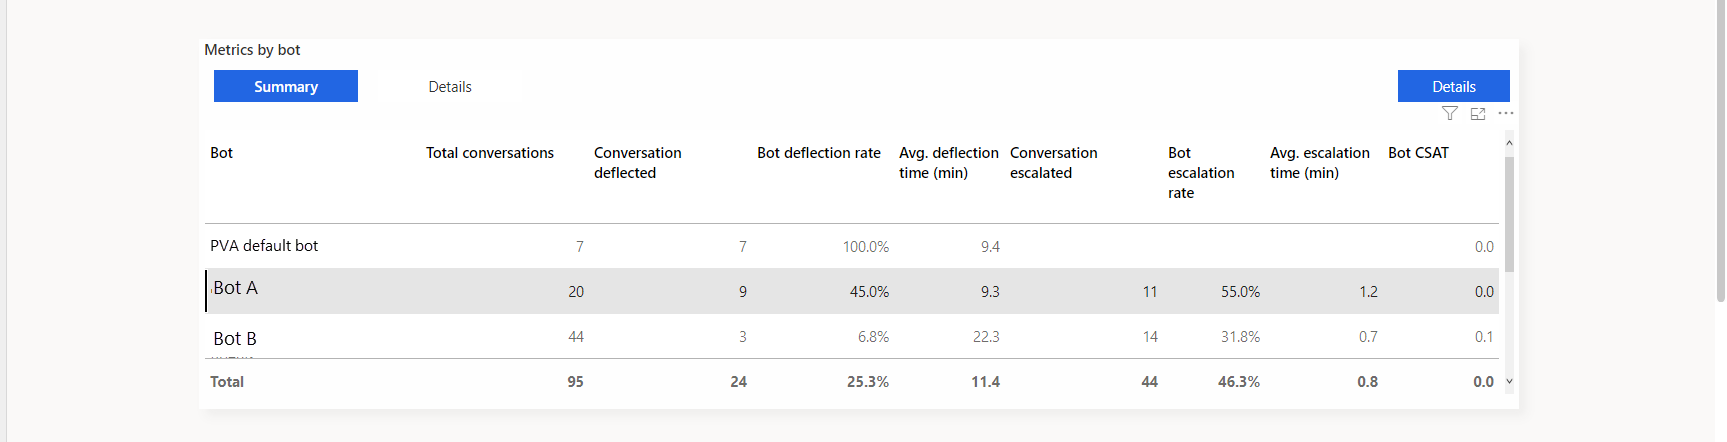 Metrics by bot
Summary Details Details
Bot Total conversations Conversation deflected Bot deflection rate Avg. deflection time (min) Conversation escalated Bot escalation rate Avg. escalation time (min) Bot CSAT
PVA default bot 7 7 100.0% 9.4 0.0
Bot A 20 9 45.0% 9.3 11 55.0% 1.2 0.0
Bot B 44 3 6.8% 22.3 14 31.8% 0.7 0.1
Total 95 24 25.3% 11.4 44 46.3% 0.8 0.0